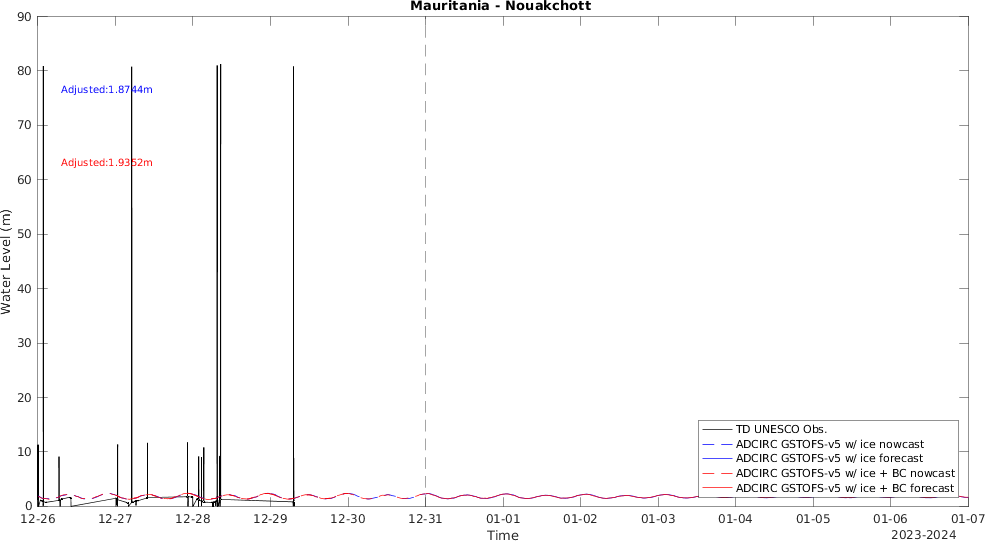 Mauritania - Nouakchott
90
80
70
60
50
40
30
20
10
0
Water Level (m)
Adjusted:1.8744m
Adjusted:1.9352m
TD UNESCO Obs.
ADCIRC GSTOFS-v5 w/ ice nowcast
ADCIRC GSTOFS-v5 w/ ice forecast
ADCIRC GSTOFS-v5 w/ ice + BC nowcast
ADCIRC GSTOFS-v5 w/ ice + BC forecast
12-26 12-27 12-28 12-29 12-30 12-31 01-01 01-02 01-03 01-04 01-05 01-06 01-07
Time
2023-2024